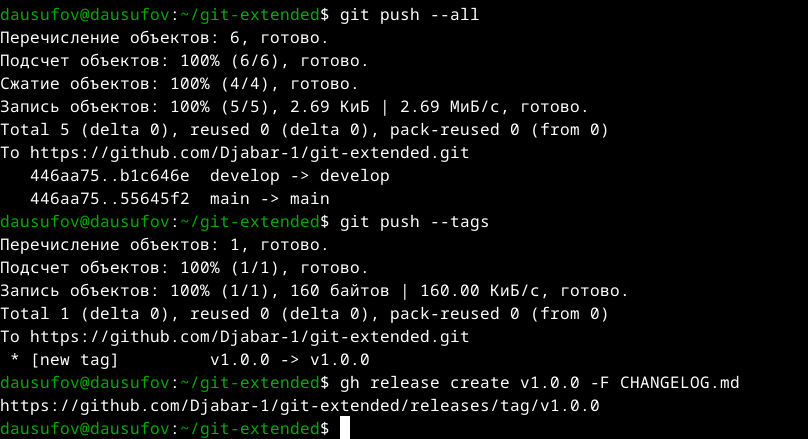 dausufov@dausufov:~/git-extended$ git push --all
Перечисление объектов: 6, готово.
Подсчет объектов: 100% (6/6), готово.
Сжатие объектов: 100% (4/4), готово.
Запись объектов: 100% (5/5), 2.69 КиБ | 2.69 МиБ/с, готово.
Total 5 (delta 0), reused 0 (delta 0), pack-reused 0 (from 0)
To https://github.com/Djabar-1/git-extended.git
   446aa75..b1c646e  develop -> develop
   446aa75..55645f2  main -> main
dausufov@dausufov:~/git-extended$ git push --tags
Перечисление объектов: 1, готово.
Подсчет объектов: 100% (1/1), готово.
Запись объектов: 100% (1/1), 160 байтов | 160.00 КиБ/с, готово.
Total 1 (delta 0), reused 0 (delta 0), pack-reused 0 (from 0)
To https://github.com/Djabar-1/git-extended.git
 * [new tag]         v1.0.0 -> v1.0.0
dausufov@dausufov:~/git-extended$ gh release create v1.0.0 -F CHANGELOG.md
https://github.com/Djabar-1/git-extended/releases/tag/v1.0.0
dausufov@dausufov:~/git-extended$